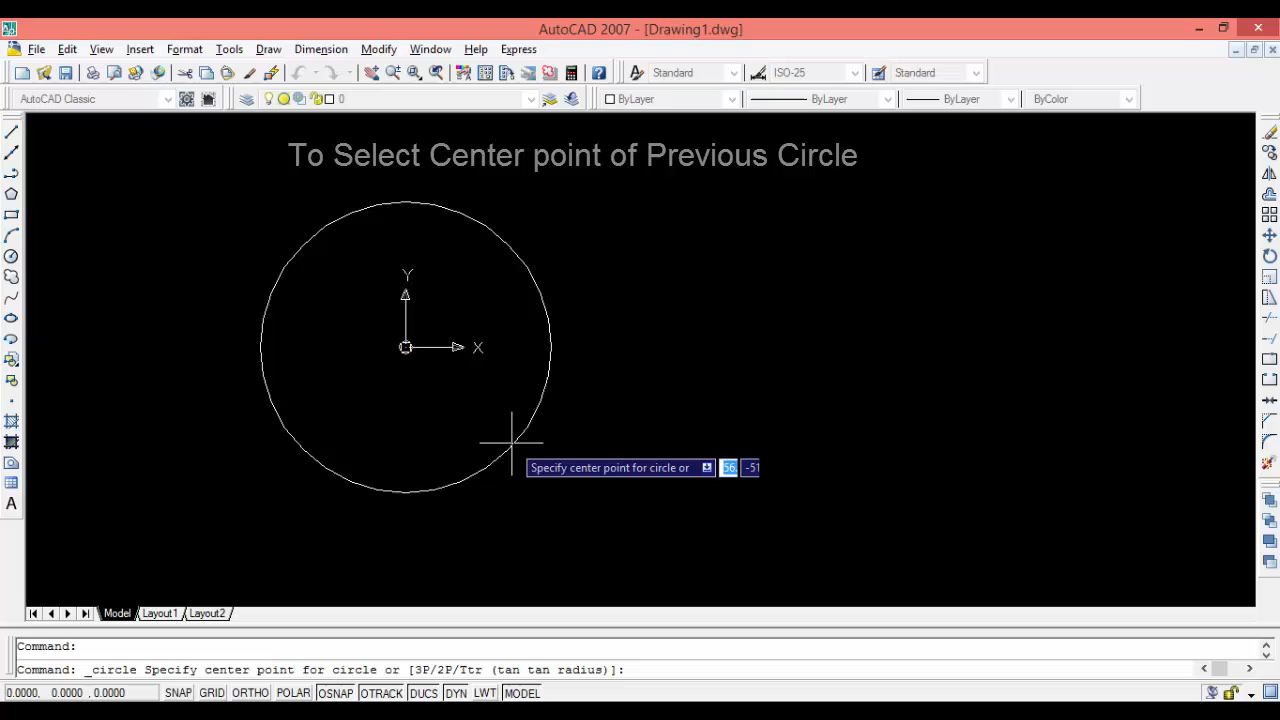 AutoCAD 2007 - [Drawing1.dwg]
File Edit View Insert Format Tools Draw Dimension Modify Window Help Express
Standard ISO-25 Standard
AutoCAD Classic 0 ByLayer ByLayer ByLayer ByColor
To Select Center point of Previous Circle
Y
X
Specify center point for circle or 56. -51
A
Model Layout1 Layout2
Command:
Command: _circle Specify center point for circle or [3P/2P/Ttr (tan tan radius)]:
0.0000, 0.0000 , 0.0000 SNAP GRID ORTHO POLAR OSNAP OTRACK DUCS DYN LWT MODEL